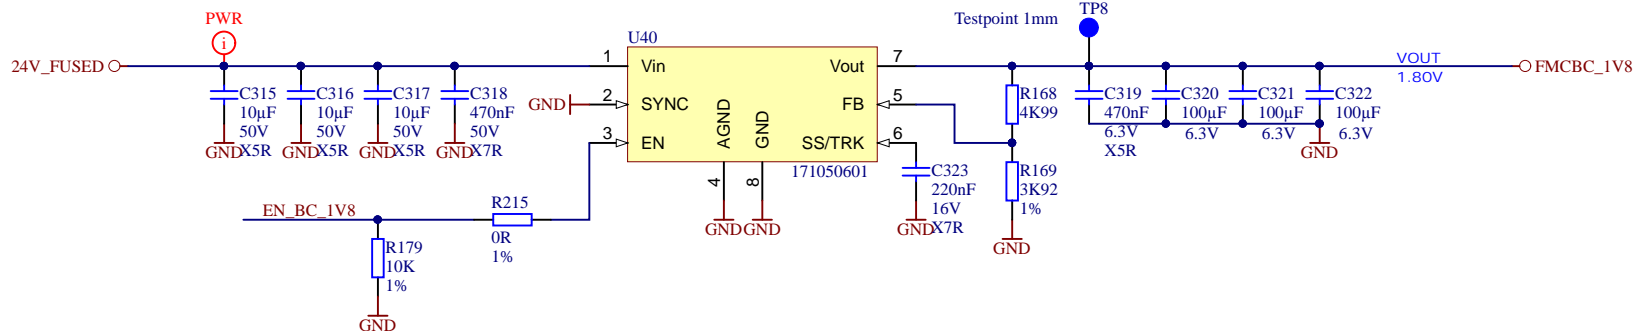 PWR
i
24V_FUSED
C315
10µF
50V
X5R
GND
C316
10µF
50V
X5R
GND
C317
10µF
50V
X5R
GND
C318
470nF
50V
X7R
GND
U40
1
Vin
GND
2
SYNC
3
EN
AGND
GND
4
8
GND
GND
Vout
7
FB
5
SS/TRK
6
171050601
EN_BC_1V8
R179
10K
1%
GND
R215
0R
1%
C323
220nF
16V
X7R
GND
R168
4K99
R169
3K92
1%
GND
Testpoint 1mm
TP8
C319
470nF
6.3V
X5R
C320
100µF
6.3V
C321
100µF
6.3V
C322
100µF
6.3V
GND
VOUT
1.80V
FMCBC_1V8